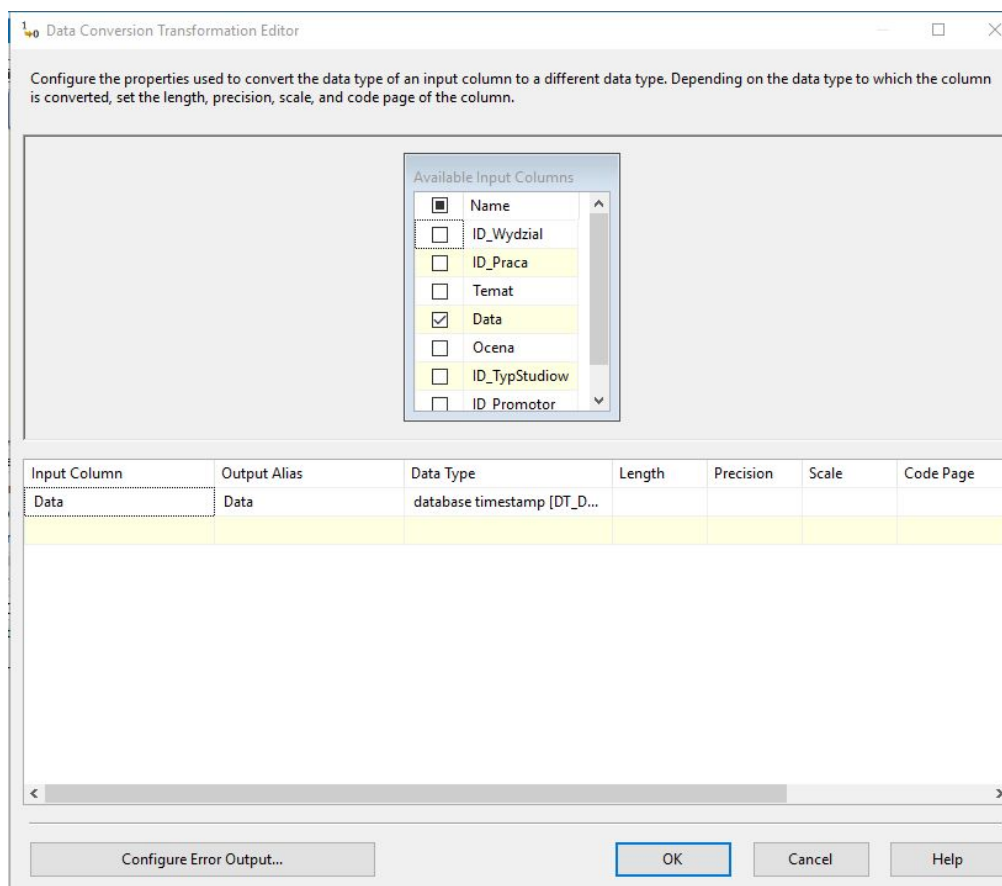 Data Conversion Transformation Editor
Configure the properties used to convert the data type of an input column to a different data type. Depending on the data type to which the column
is converted, set the length, precision, scale, and code page of the column.
Available Input Columns
Name
ID_Wydzial
ID_Praca
Temat
Data
Ocena
ID_TypStudiow
ID_Promotor
Input Column Output Alias Data Type Length Precision Scale Code Page
Data Data database timestamp [DT_D...
Configure Error Output... OK Cancel Help